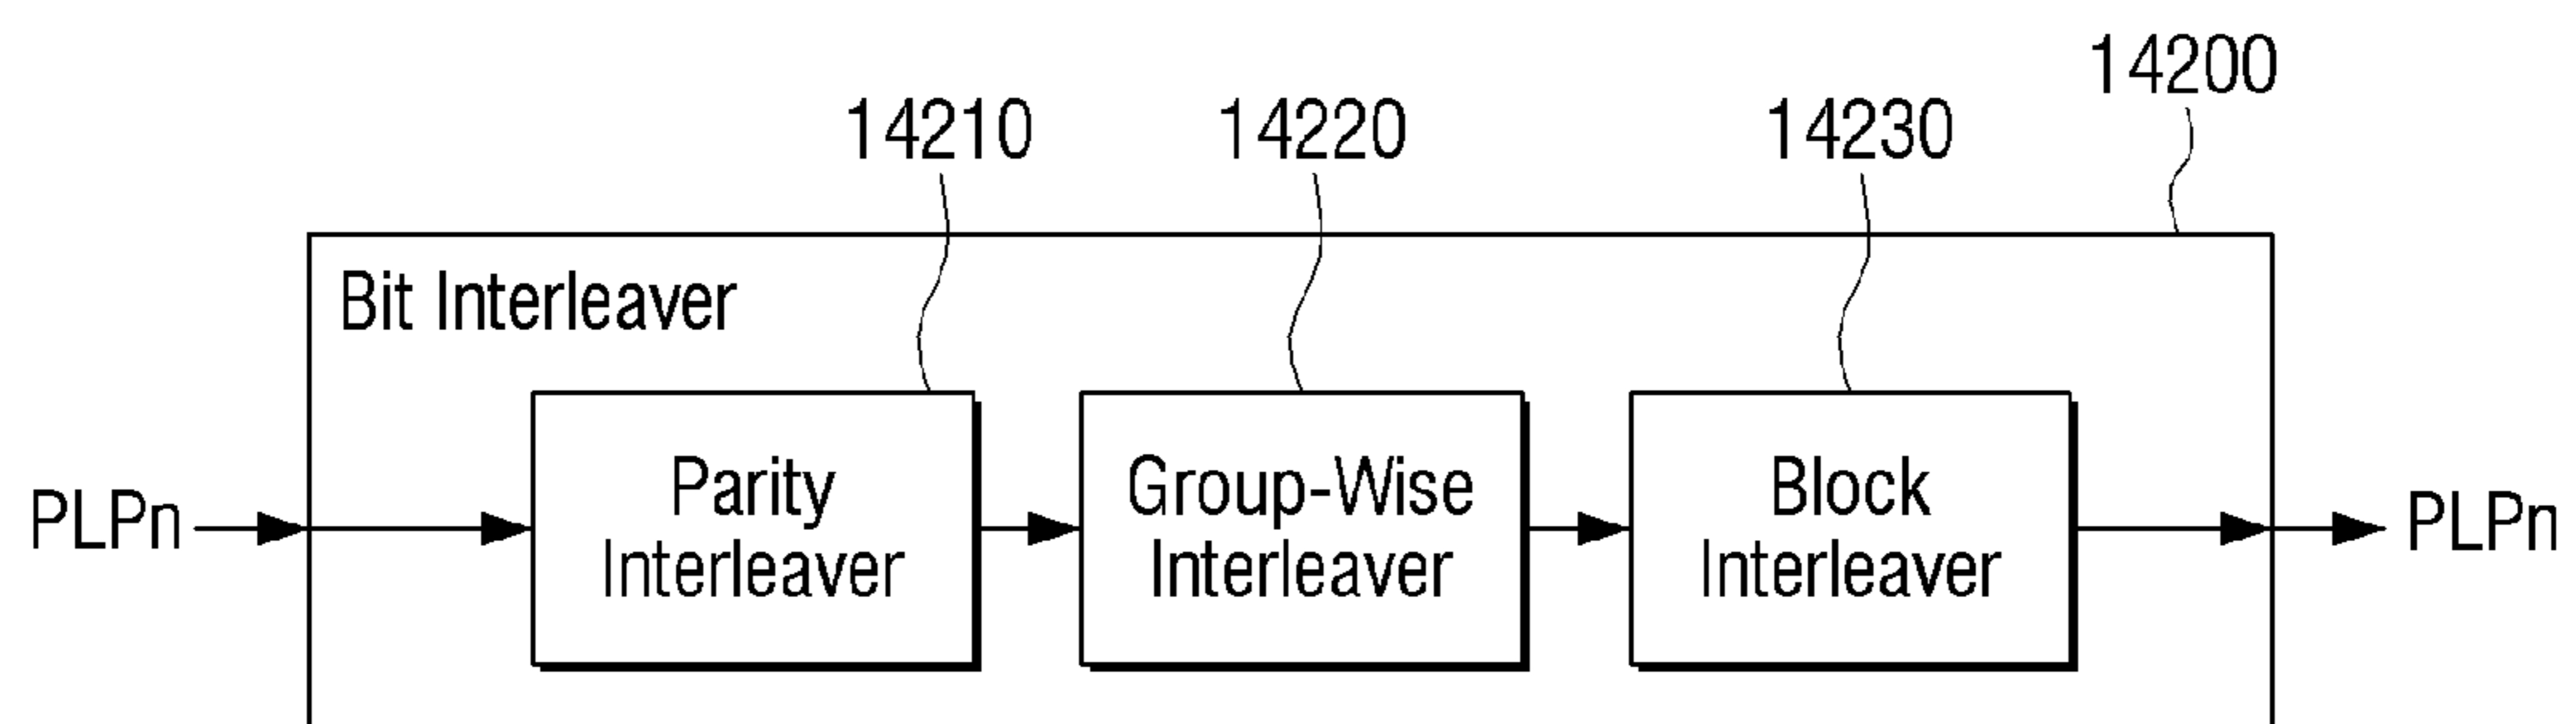 14200
14210 14220 14230
Bit Interleaver
PLPn
Parity
Interleaver
Group-Wise
Interleaver
Block
Interleaver
PLPn